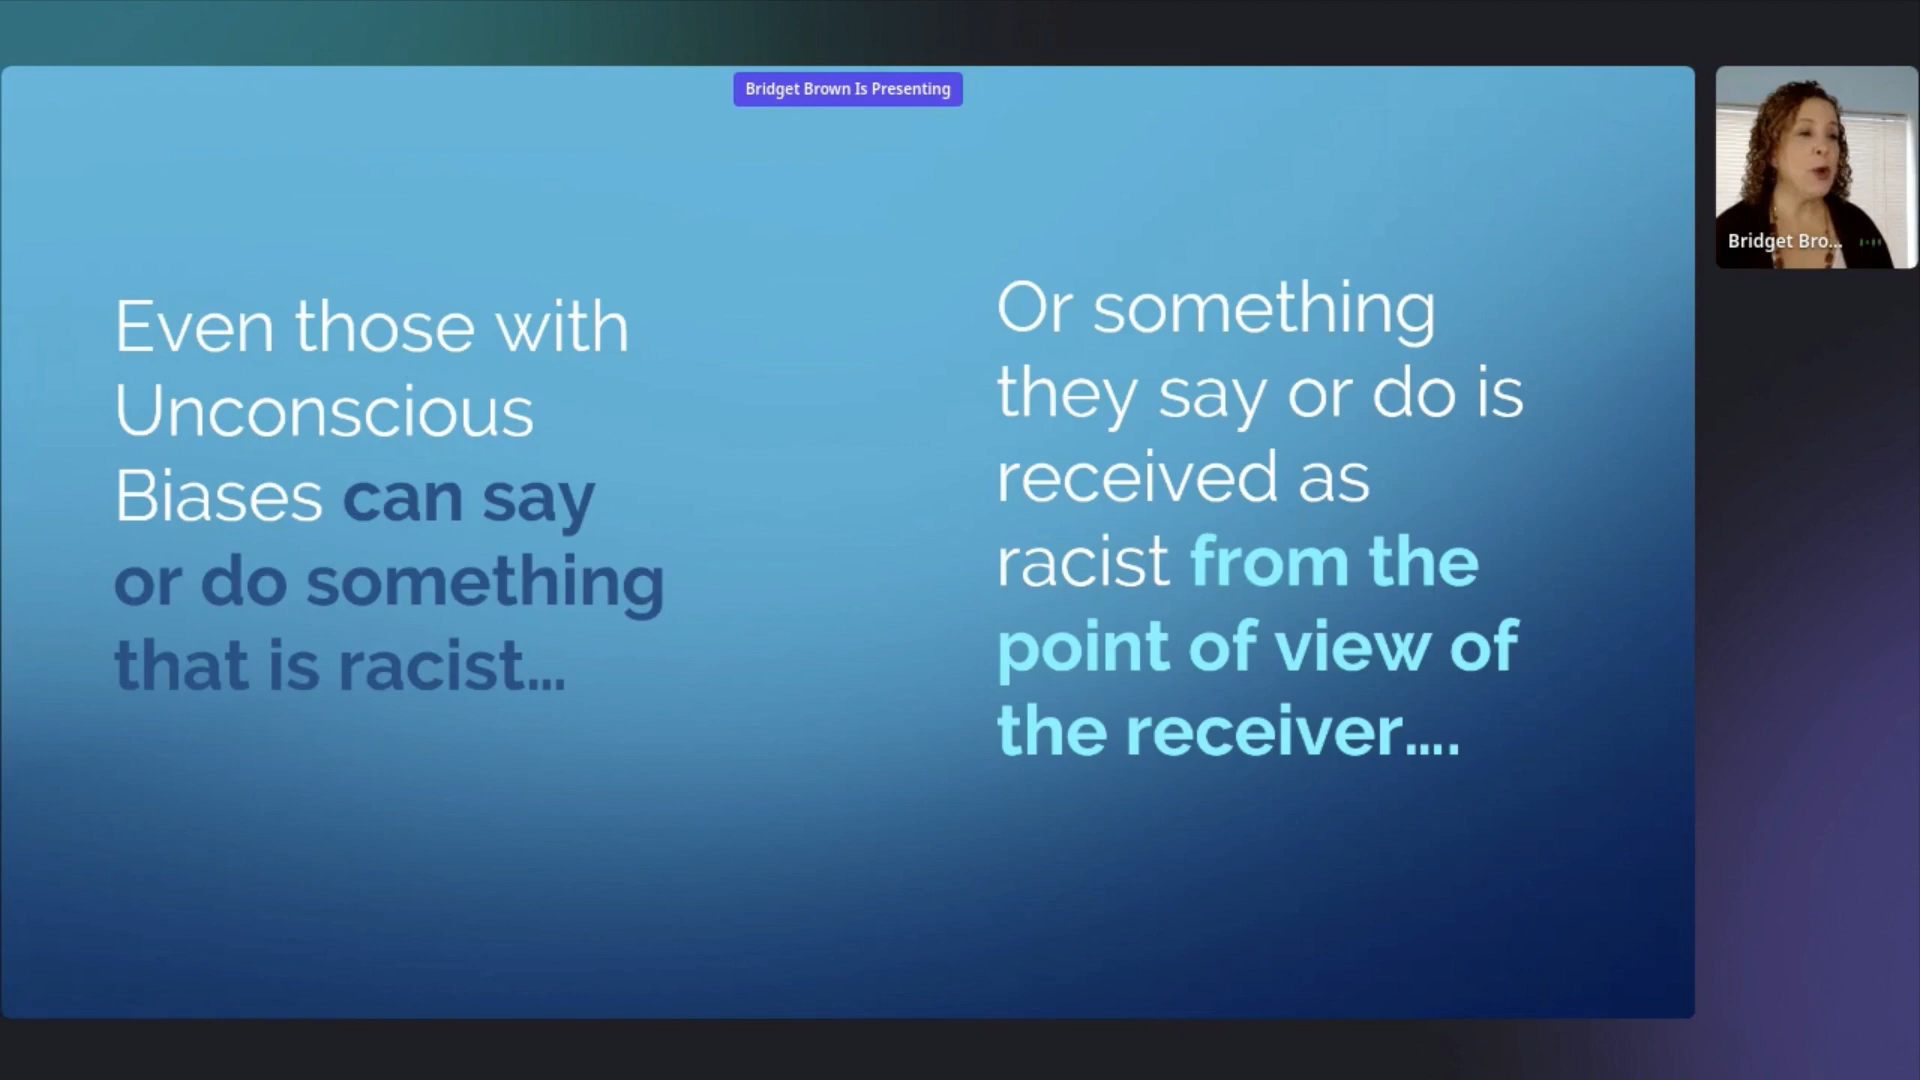 Bridget Brown Is Presenting
Even those with
Unconscious
Biases can say
or do something
that is racist...
Or something
they say or do is
received as
racist from the
point of view of
the receiver....
Bridget Bro...